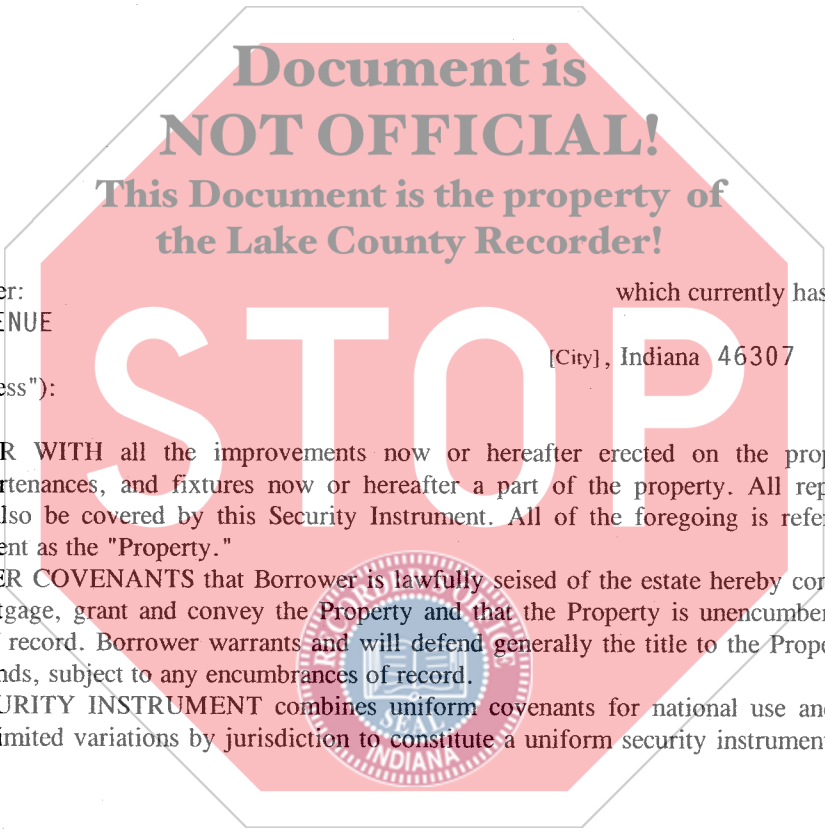 Document is
NOT OFFICIAL!
This Document is the property of
the Lake County Recorder!
er: which currently has
ENUE
[City], Indiana 46307
ess"):
STOP
R WITH all the improvements now or hereafter erected on the prop
rtenances, and fixtures now or hereafter a part of the property. All rep
lso be covered by this Security Instrument. All of the foregoing is refer
ent as the "Property."
ER COVENANTS that Borrower is lawfully seised of the estate hereby con
tgage, grant and convey the Property and that the Property is unencumber
record. Borrower warrants and will defend generally the title to the Prope
nds, subject to any encumbrances of record.
URITY INSTRUMENT combines uniform covenants for national use and
imited variations by jurisdiction to constitute a uniform security instrument
RECORDER'S OFFICE
SEAL
INDIANA